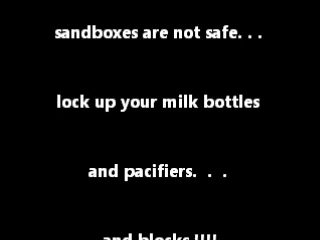 sandboxes are not safe. . .
lock up your milk bottles
and pacifiers.  .  .
and blocks !!!!